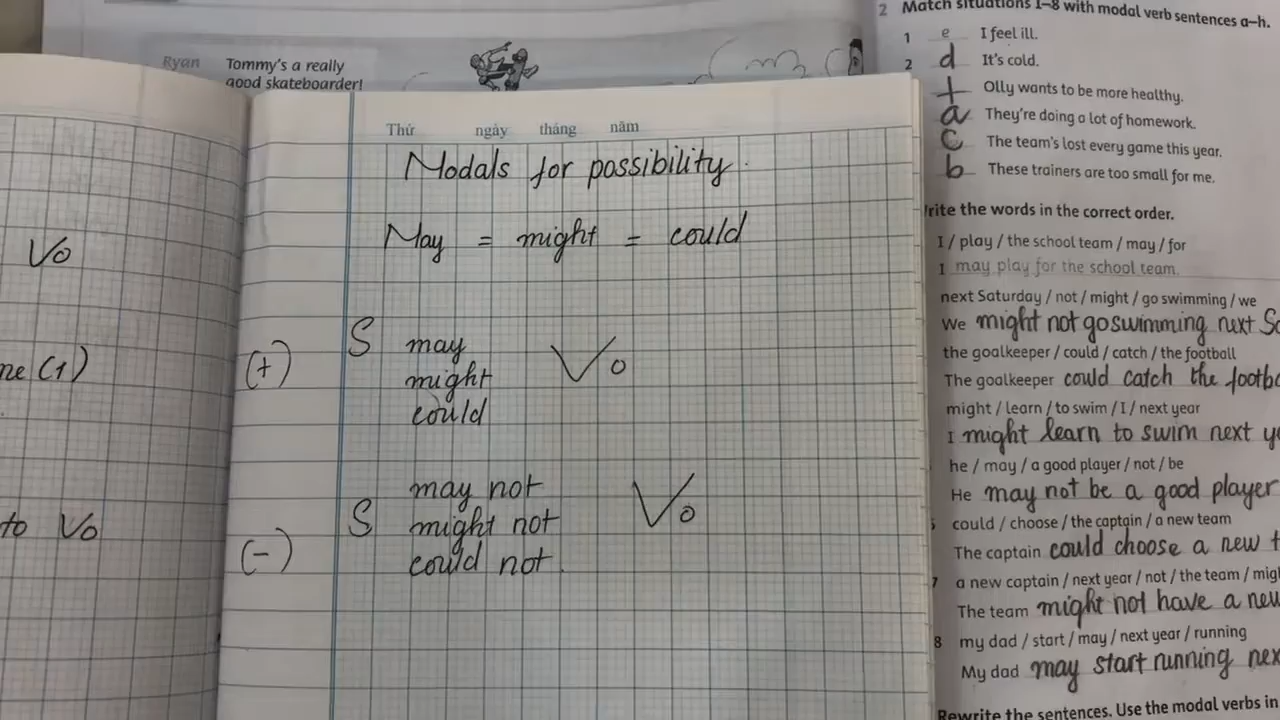 Ryan Tommy's a really
good skateboarder!
Vo
ne (1)
to Vo
Thứ ngày tháng năm
Modals for possibility.
May = might = could
(+) S may Vo
might
could
may not
(-) S might not Vo
could not.
2 Match situations 1–8 with modal verb sentences a–h.
1 e I feel ill.
2 d It's cold.
Olly wants to be more healthy.
a They're doing a lot of homework.
c The team's lost every game this year.
b These trainers are too small for me.
rite the words in the correct order.
I / play / the school team / may / for
I may play for the school team.
next Saturday / not / might / go swimming / we
We might not go swimming next
the goalkeeper / could / catch / the football
The goalkeeper could catch the footb
might / learn / to swim / I / next year
I might learn to swim next y
he / may / a good player / not / be
He may not be a good player
could / choose / the captain / a new team
The captain could choose a new t
7 a new captain / next year / not / the team / mig
The team might not have a new
8 my dad / start / may / next year / running
My dad may start running nex
Rewrite the sentences. Use the modal verbs in